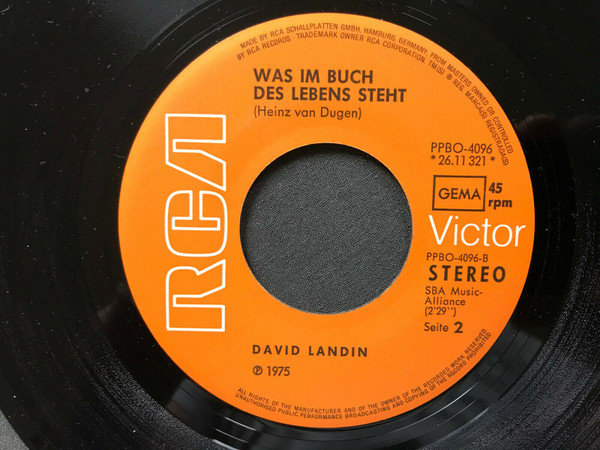 MADE BY RCA SCHALLPLATTEN GMBH, HAMBURG, GERMANY, FROM MASTERS OWNED OR CONTROLLED
BY RCA RECORDS · TRADEMARK OWNER RCA CORPORATION, TM(S) ® REG. MARCA(S) REGISTRADA(S)
WAS IM BUCH
DES LEBENS STEHT
(Heinz van Dugen)
RCA
PPBO-4096
*26.11 321*
GEMA
45
rpm
Victor
PPBO-4096-B
STEREO
SBA Music-
Alliance
(2'29'')
Seite 2
DAVID LANDIN
℗ 1975
ALL RIGHTS OF THE MANUFACTURER AND OF THE OWNER OF THE RECORDED WORK RESERVED
UNAUTHORISED PUBLIC PERFORMANCE BROADCASTING AND COPYING OF THE RECORD PROHIBITED